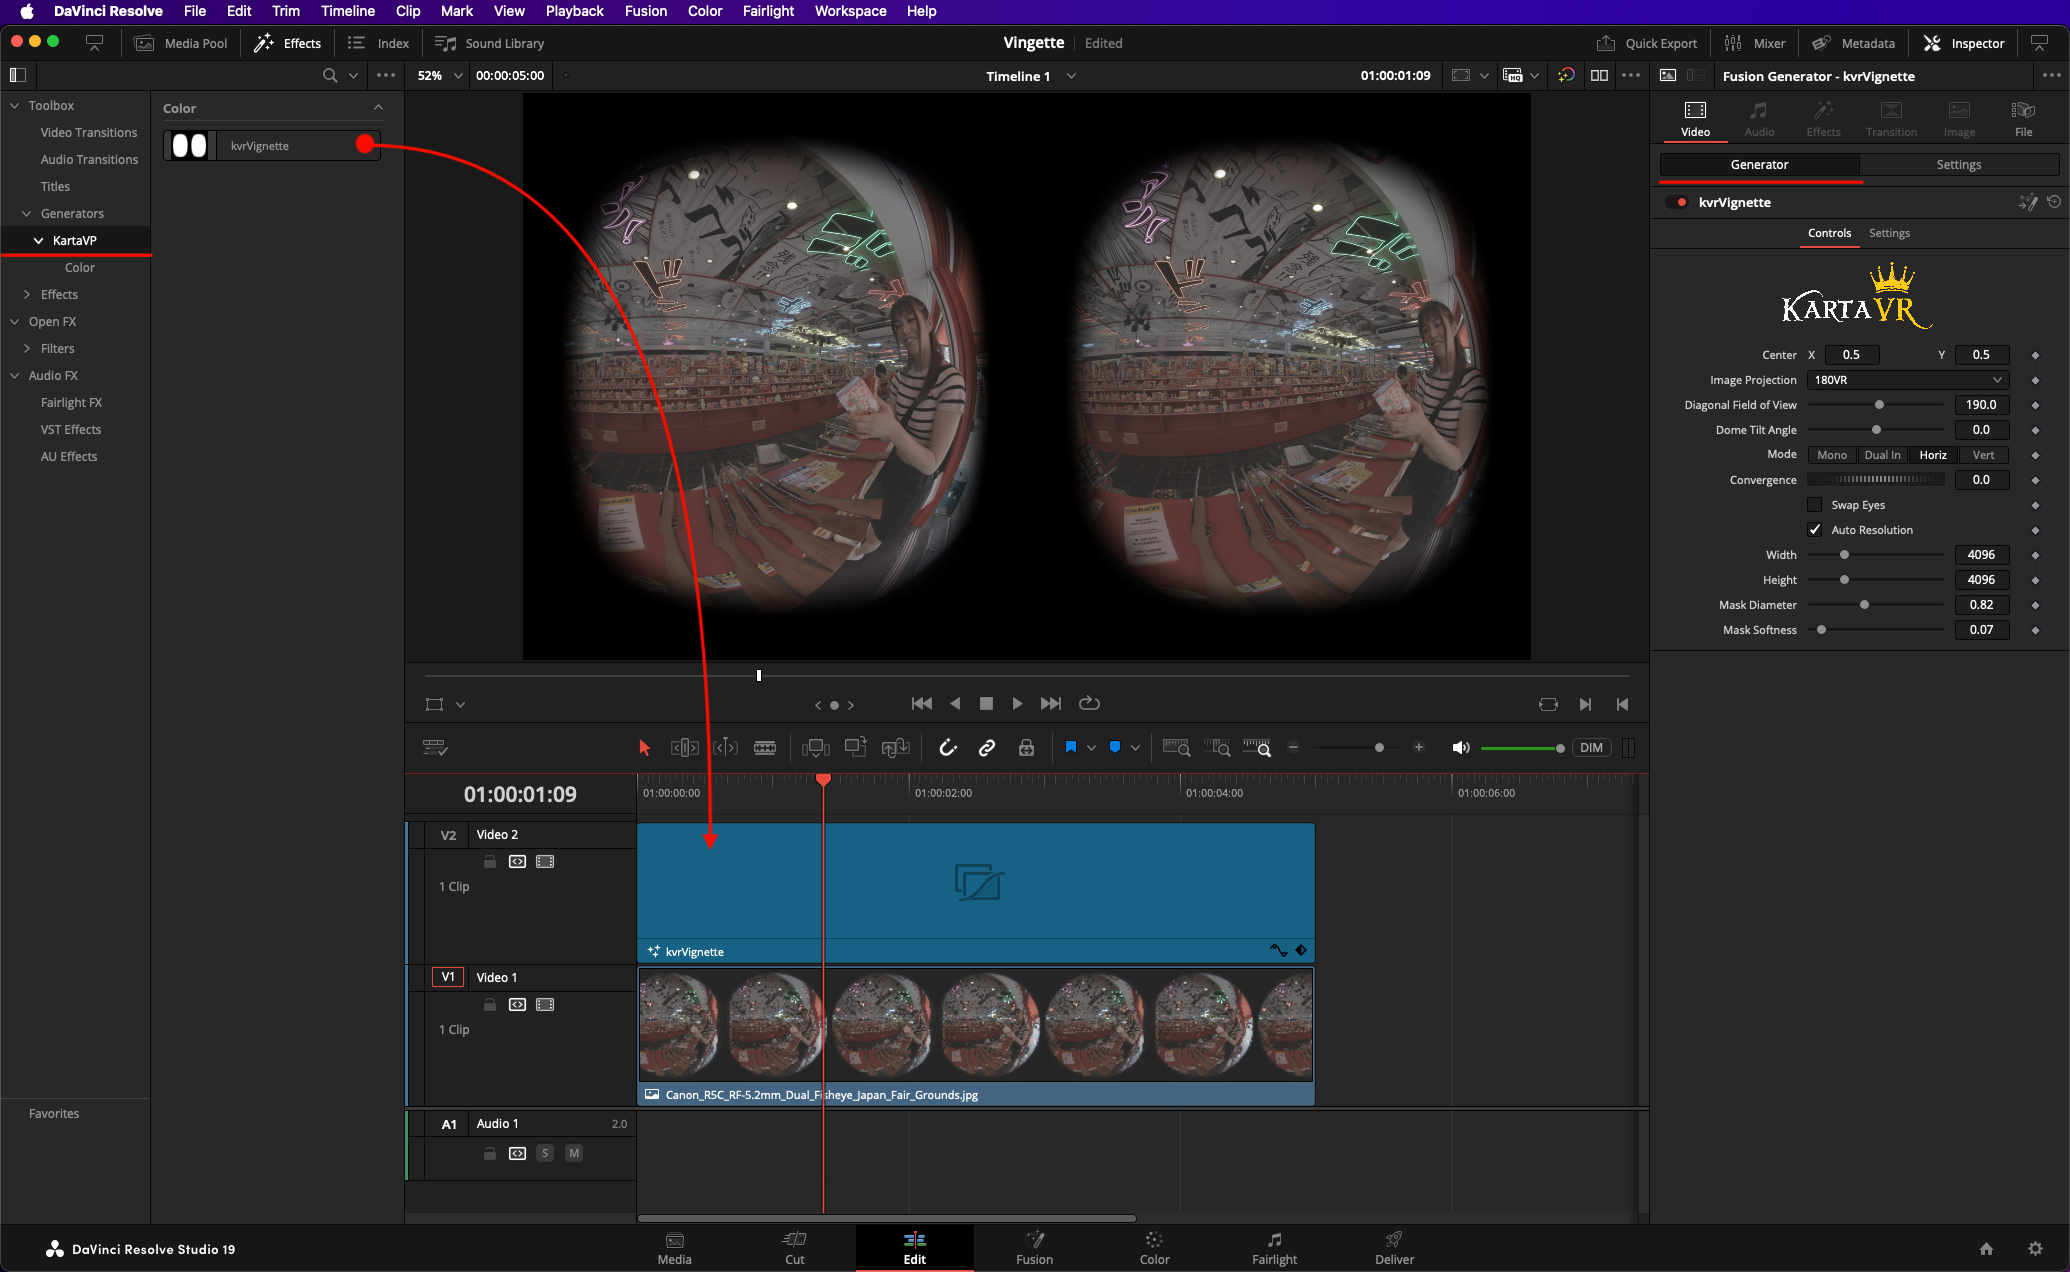 DaVinci Resolve File Edit Trim Timeline Clip Mark View Playback Fusion Color Fairlight Workspace Help
Media Pool Effects Index Sound Library Vingette Edited Quick Export Mixer Metadata Inspector
52% 00:00:05:00 Timeline 1 01:00:01:09 Fusion Generator - kvrVignette
Toolbox
Video Transitions
Audio Transitions
Titles
Generators
KartaVP
Color
Effects
Open FX
Filters
Audio FX
Fairlight FX
VST Effects
AU Effects
Favorites
Color
kvrVignette
Video Audio Effects Transition Image File
Generator Settings
kvrVignette
Controls Settings
KARTAVR
Center X 0.5 Y 0.5
Image Projection 180VR
Diagonal Field of View 190.0
Dome Tilt Angle 0.0
Mode Mono Dual In Horiz Vert
Convergence 0.0
Swap Eyes
Auto Resolution
Width 4096
Height 4096
Mask Diameter 0.82
Mask Softness 0.07
DIM
01:00:01:09 01:00:00:00 01:00:02:00 01:00:04:00 01:00:06:00
V2 Video 2
1 Clip
kvrVignette
V1 Video 1
1 Clip
Canon_R5C_RF-5.2mm_Dual_Fisheye_Japan_Fair_Grounds.jpg
A1 Audio 1 2.0
S M
DaVinci Resolve Studio 19
Media Cut Edit Fusion Color Fairlight Deliver